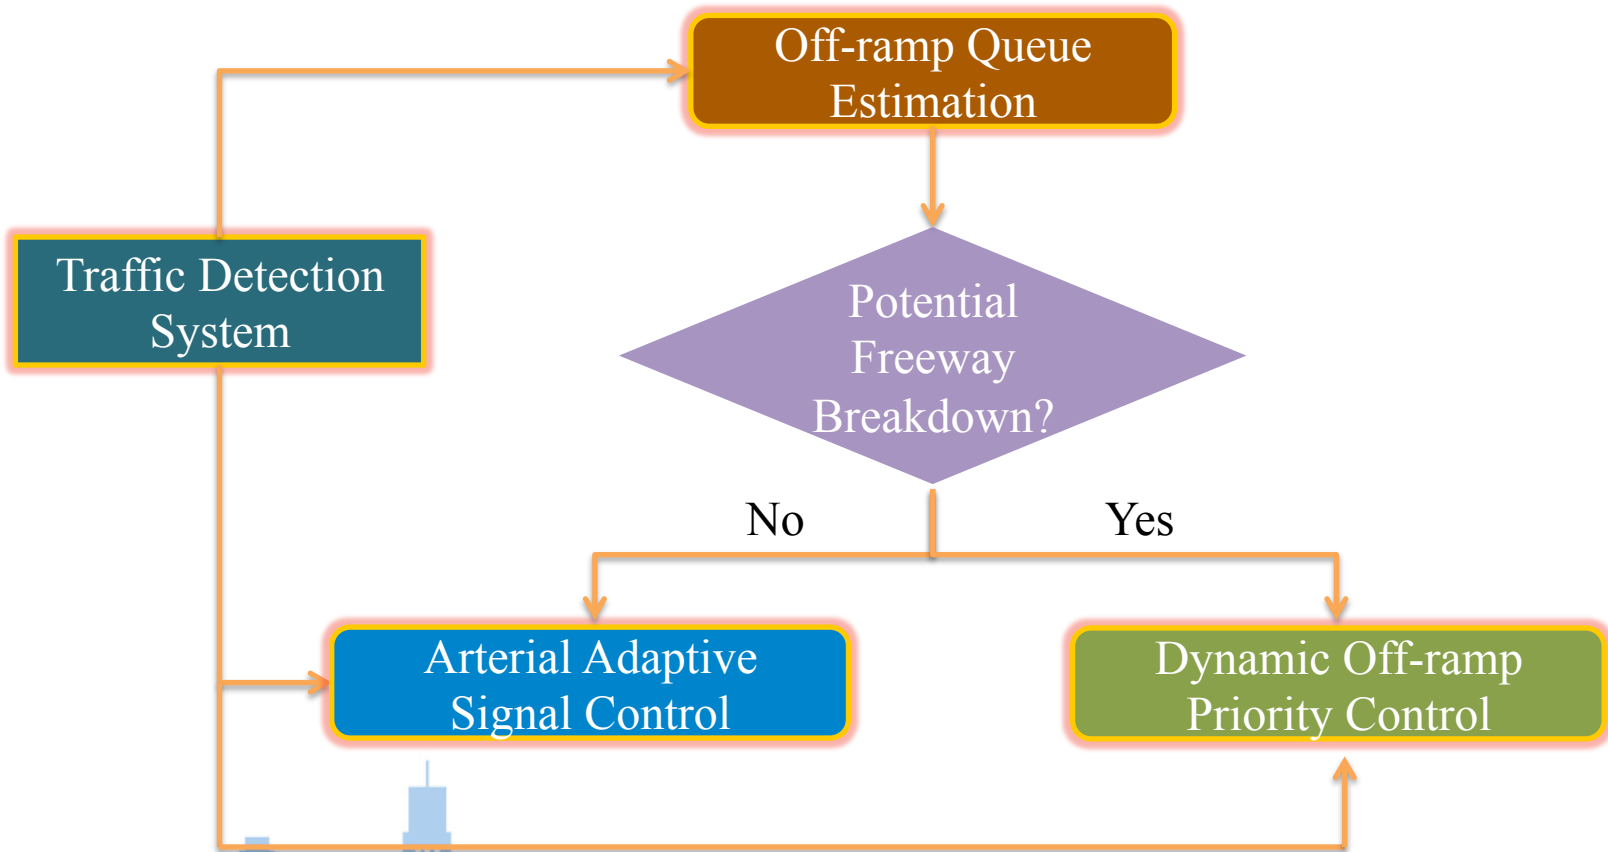 Off-ramp Queue
Estimation
Traffic Detection
System
Potential
Freeway
Breakdown?
No
Yes
Arterial Adaptive
Signal Control
Dynamic Off-ramp
Priority Control